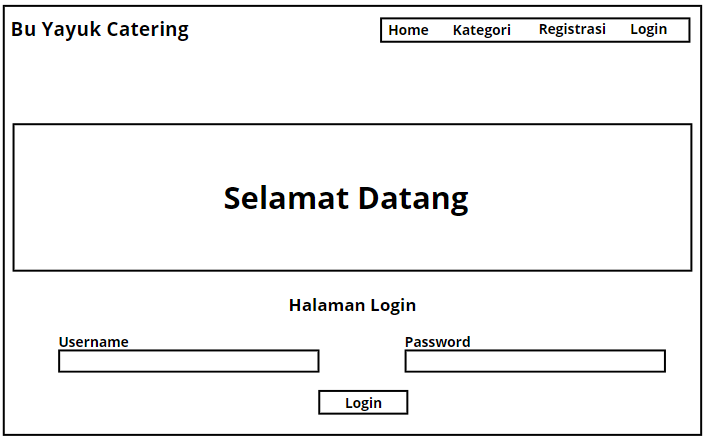 Bu Yayuk Catering
Home Kategori Registrasi Login
Selamat Datang
Halaman Login
Username Password
Login